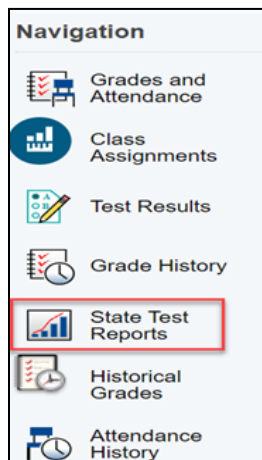 Navigation
Grades and
Attendance
Class
Assignments
Test Results
Grade History
State Test
Reports
Historical
Grades
Attendance
History